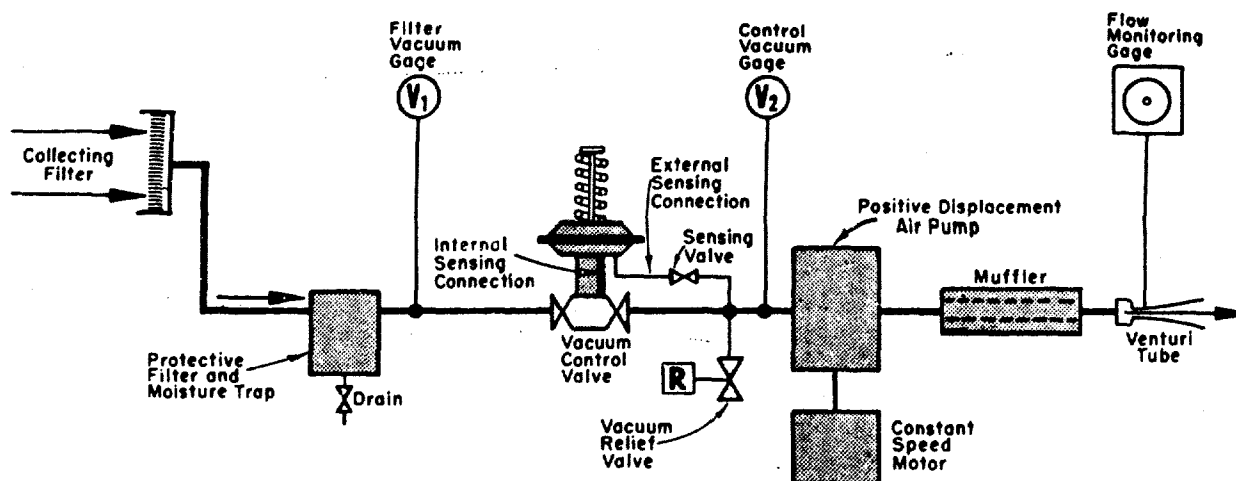 Filter
Vacuum
Gage
V₁
Control
Vacuum
Gage
V₂
Flow
Monitoring
Gage
Collecting
Filter
External
Sensing
Connection
Sensing
Valve
Internal
Sensing
Connection
Positive Displacement
Air Pump
Muffler
Venturi
Tube
Vacuum
Control
Valve
R
Protective
Filter and
Moisture Trap
Drain
Vacuum
Relief
Valve
Constant
Speed
Motor